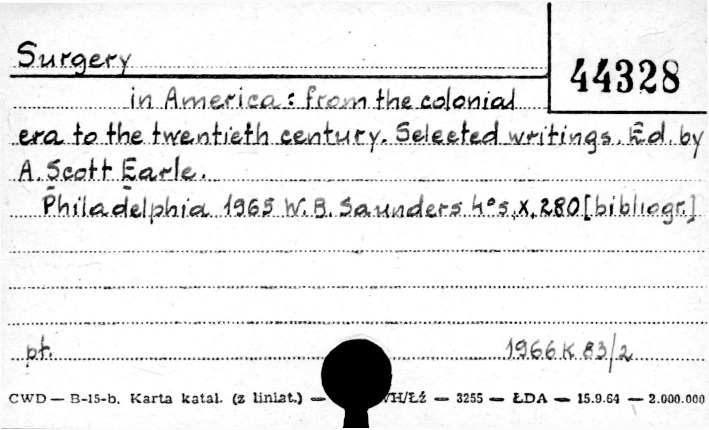 Surgery
44328
in America: from the colonial
era to the twentieth century. Selected writings. Ed. by
A. Scott Earle.
Philadelphia 1965 W.B. Saunders 4° s. X, 280 [bibliogr.]
pt. 1966 K 83/2
CWD — B-15-b. Karta katal. (z liniat.) — /Łź — 3255 — ŁDA — 15.9.64 — 2.000.000